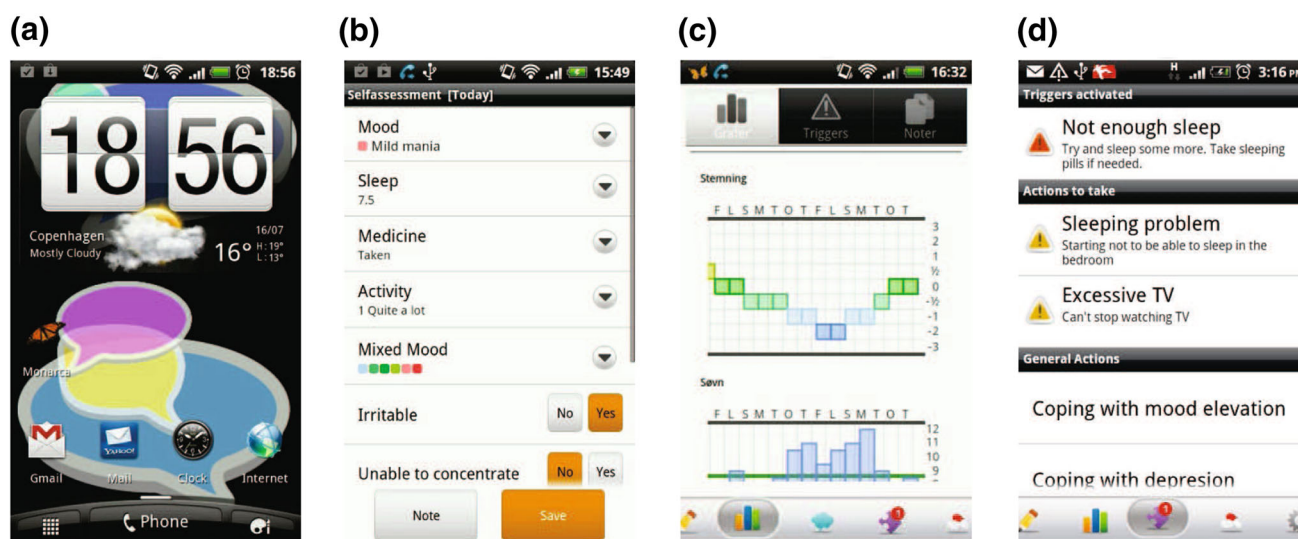 (a)
18:56
18 56
Copenhagen
Mostly Cloudy
16/07
16°
H: 19°
L: 13°
Monarca
Gmail
YAHOO!
Mail
Clock
Internet
Phone
(b)
15:49
Selfassessment [Today]
Mood
Mild mania
Sleep
7.5
Medicine
Taken
Activity
1 Quite a lot
Mixed Mood
Irritable
No
Yes
Unable to concentrate
No
Yes
Note
Save
(c)
16:32
Triggers
Noter
Stemning
F L S M T O T F L S M T O T
3
2
1
½
0
-½
-1
-2
-3
Søvn
F L S M T O T F L S M T O T
12
11
10
9
(d)
H
3:16 PM
Triggers activated
Not enough sleep
Try and sleep some more. Take sleeping
pills if needed.
Actions to take
Sleeping problem
Starting not to be able to sleep in the
bedroom
Excessive TV
Can't stop watching TV
General Actions
Coping with mood elevation
Coping with depresion
1
1